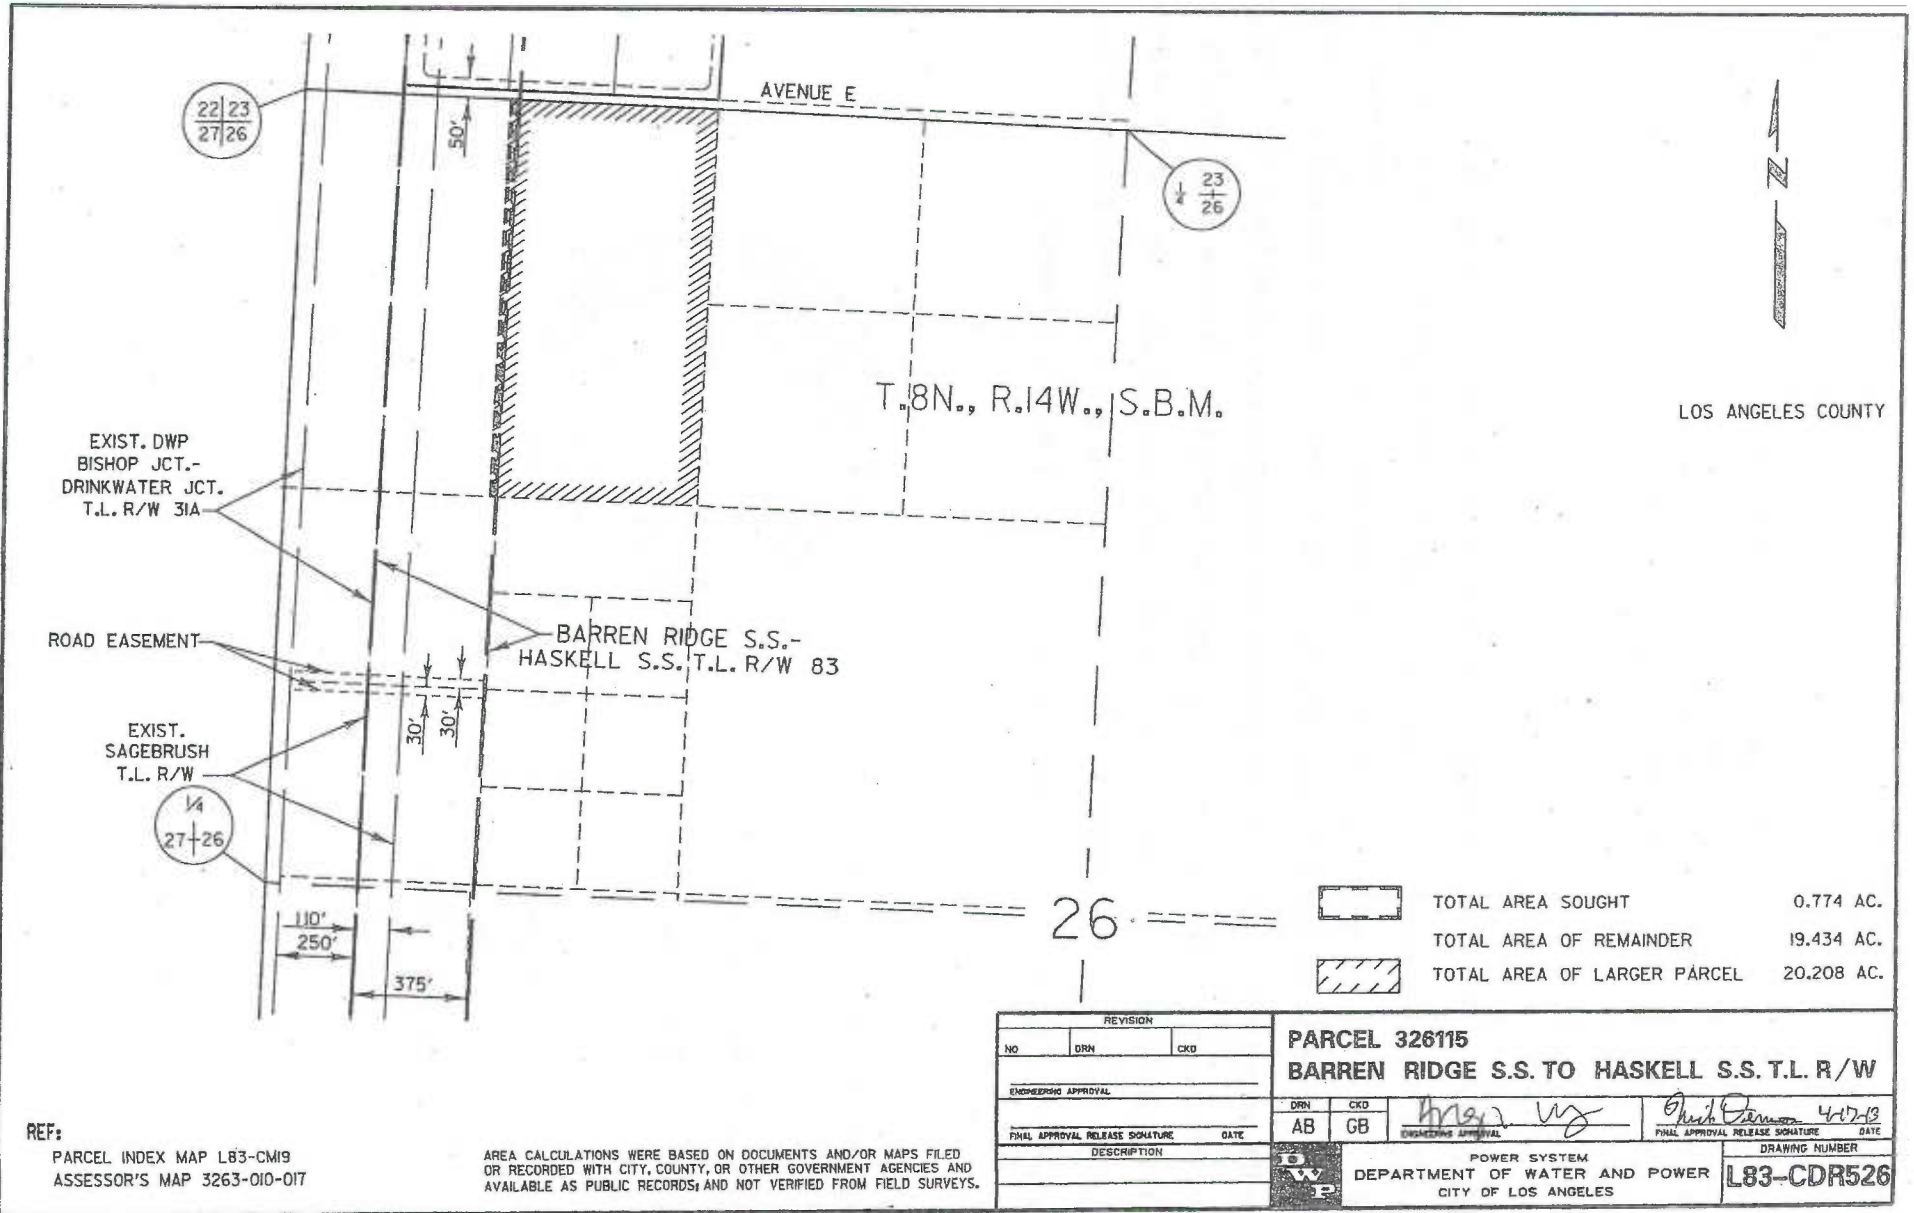 AVENUE E
22 23
27 26
50'
1/4 23
26
N
T.8N., R.14W., S.B.M.
LOS ANGELES COUNTY
EXIST. DWP
BISHOP JCT.-
DRINKWATER JCT.
T.L. R/W 31A
ROAD EASEMENT
BARREN RIDGE S.S.-
HASKELL S.S. T.L. R/W 83
30'
30'
EXIST.
SAGEBRUSH
T.L. R/W
1/4
27 26
110'
250'
375'
26
TOTAL AREA SOUGHT 0.774 AC.
TOTAL AREA OF REMAINDER 19.434 AC.
TOTAL AREA OF LARGER PARCEL 20.208 AC.
REVISION
NO DRN CKD
ENGINEERING APPROVAL
FINAL APPROVAL RELEASE SIGNATURE DATE
DESCRIPTION
PARCEL 326115
BARREN RIDGE S.S. TO HASKELL S.S. T.L. R/W
DRN CKD
AB GB
ENGINEERING APPROVAL
4-17-13
FINAL APPROVAL RELEASE SIGNATURE DATE
DWP
POWER SYSTEM
DEPARTMENT OF WATER AND POWER
CITY OF LOS ANGELES
DRAWING NUMBER
L83-CDR526
REF:
PARCEL INDEX MAP L83-CM19
ASSESSOR'S MAP 3263-010-017
AREA CALCULATIONS WERE BASED ON DOCUMENTS AND/OR MAPS FILED
OR RECORDED WITH CITY, COUNTY, OR OTHER GOVERNMENT AGENCIES AND
AVAILABLE AS PUBLIC RECORDS; AND NOT VERIFIED FROM FIELD SURVEYS.